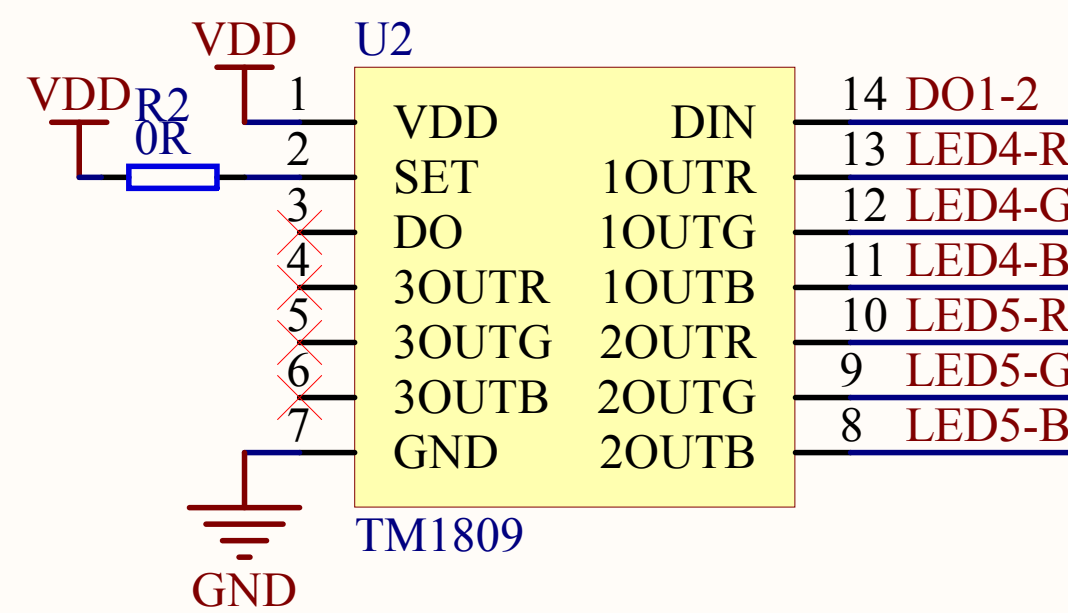 VDD U2
VDD R2
0R
1 VDD DIN 14 DO1-2
2 SET 1OUTR 13 LED4-R
3 DO 1OUTG 12 LED4-G
4 3OUTR 1OUTB 11 LED4-B
5 3OUTG 2OUTR 10 LED5-R
6 3OUTB 2OUTG 9 LED5-G
7 GND 2OUTB 8 LED5-B
TM1809
GND